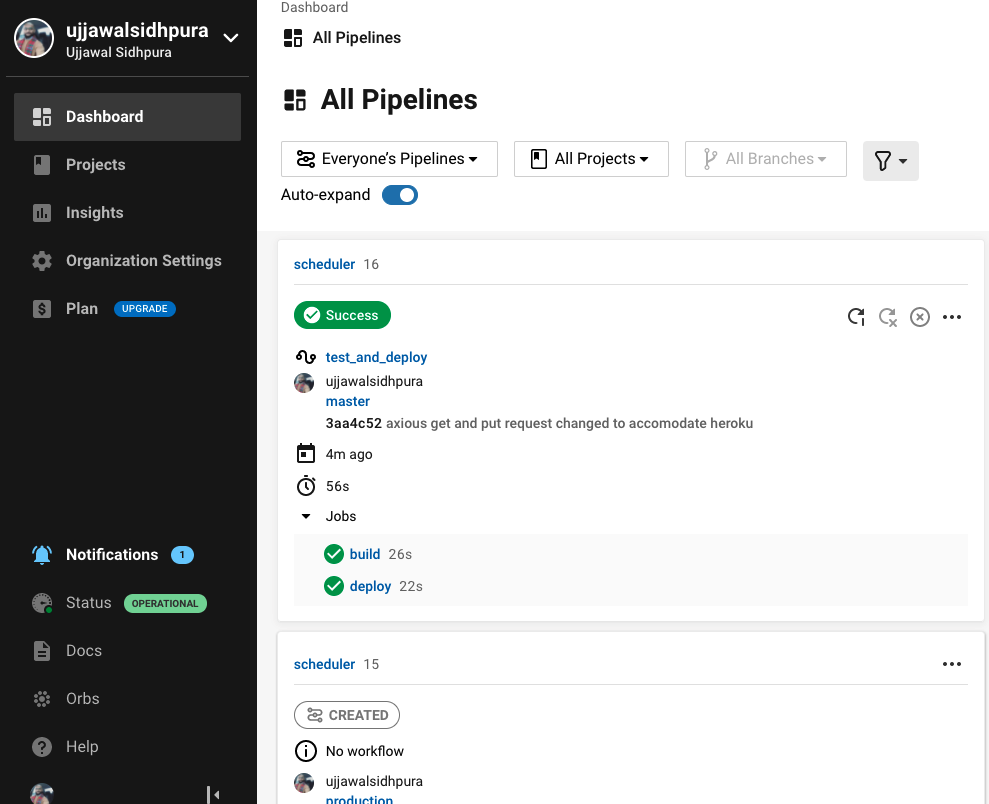 ujjawalsidhpura
Ujjawal Sidhpura
Dashboard
Projects
Insights
Organization Settings
Plan UPGRADE
Notifications 1
Status OPERATIONAL
Docs
Orbs
Help
Dashboard
All Pipelines
All Pipelines
Everyone’s Pipelines All Projects All Branches
Auto-expand
scheduler 16
Success
test_and_deploy
ujjawalsidhpura
master
3aa4c52 axious get and put request changed to accomodate heroku
4m ago
56s
Jobs
build 26s
deploy 22s
scheduler 15
CREATED
No workflow
ujjawalsidhpura
production